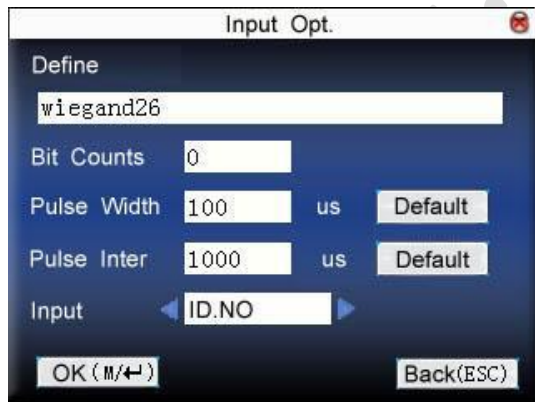 Input Opt.
Define
wiegand26
Bit Counts 0
Pulse Width 100 us Default
Pulse Inter 1000 us Default
Input ID.NO
OK(M/↵) Back(ESC)